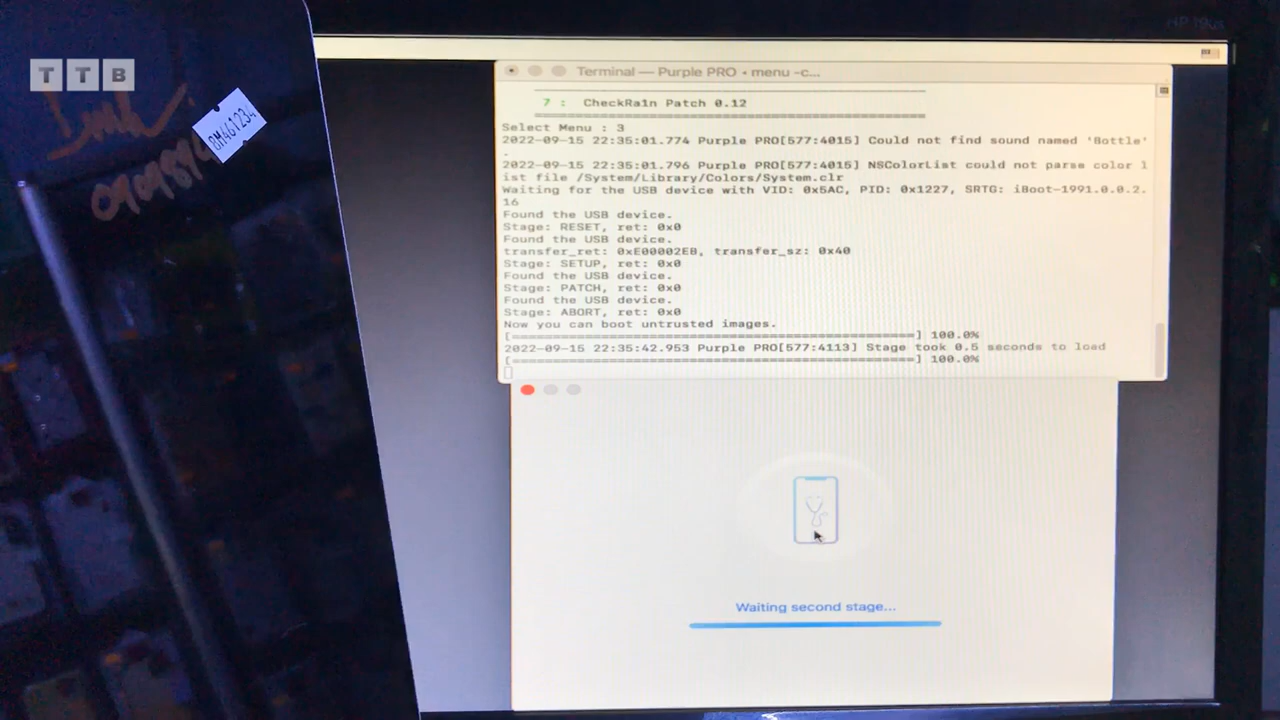 TTB
HP 19us
8M461234
Terminal — Purple PRO • menu -c...
7 : CheckRa1n Patch 0.12
Select Menu : 3
2022-09-15 22:35:01.774 Purple PRO[577:4015] Could not find sound named 'Bottle'
.
2022-09-15 22:35:01.796 Purple PRO[577:4015] NSColorList could not parse color l
ist file /System/Library/Colors/System.clr
Waiting for the USB device with VID: 0x5AC, PID: 0x1227, SRTG: iBoot-1991.0.0.2.
16
Found the USB device.
Stage: RESET, ret: 0x0
Found the USB device.
transfer_ret: 0xE00002EB, transfer_sz: 0x40
Stage: SETUP, ret: 0x0
Found the USB device.
Stage: PATCH, ret: 0x0
Found the USB device.
Stage: ABORT, ret: 0x0
Now you can boot untrusted images.
[================================================] 100.0%
2022-09-15 22:35:42.953 Purple PRO[577:4113] Stage took 0.5 seconds to load
[================================================] 100.0%
Waiting second stage...